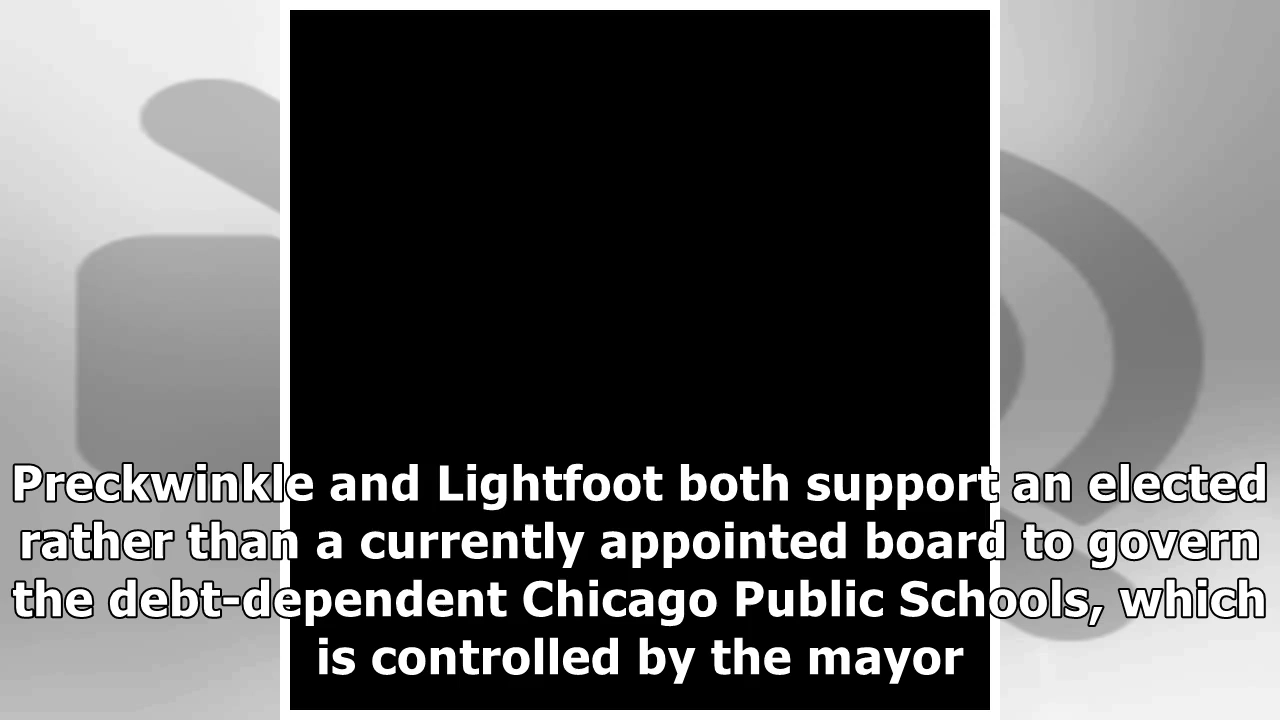 Preckwinkle and Lightfoot both support an elected
rather than a currently appointed board to govern
the debt-dependent Chicago Public Schools, which
is controlled by the mayor